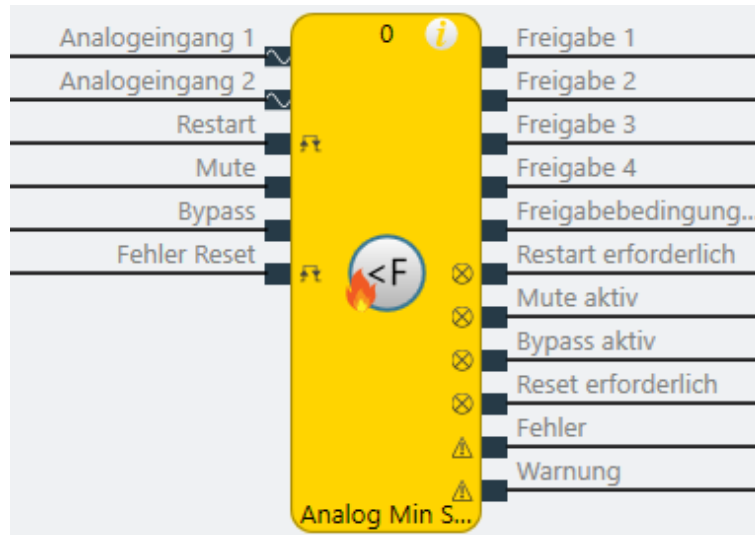 Analogeingang 1
Analogeingang 2
Restart
Mute
Bypass
Fehler Reset
0
i
<F
Analog Min S...
Freigabe 1
Freigabe 2
Freigabe 3
Freigabe 4
Freigabebedingung...
Restart erforderlich
Mute aktiv
Bypass aktiv
Reset erforderlich
Fehler
Warnung